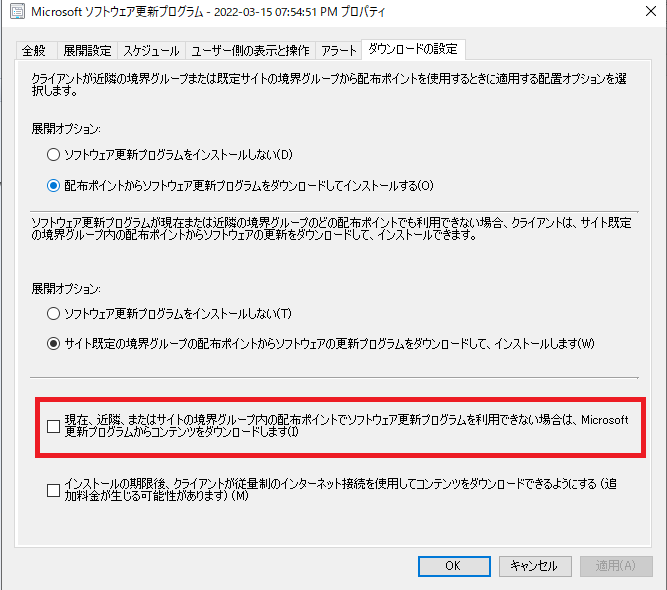 Microsoft ソフトウェア更新プログラム - 2022-03-15 07:54:51 PM プロパティ
全般 展開設定 スケジュール ユーザー側の表示と操作 アラート ダウンロードの設定
クライアントが近隣の境界グループまたは既定サイトの境界グループから配布ポイントを使用するときに適用する配置オプションを選
択します。
展開オプション:
ソフトウェア更新プログラムをインストールしない(D)
配布ポイントからソフトウェア更新プログラムをダウンロードしてインストールする(O)
ソフトウェア更新プログラムが現在または近隣の境界グループのどの配布ポイントでも利用できない場合、クライアントは、サイト既定
の境界グループ内の配布ポイントからソフトウェアの更新をダウンロードして、インストールできます。
展開オプション:
ソフトウェア更新プログラムをインストールしない(T)
サイト既定の境界グループの配布ポイントからソフトウェアの更新プログラムをダウンロードして、インストールします(W)
現在、近隣、またはサイトの境界グループ内の配布ポイントでソフトウェア更新プログラムを利用できない場合は、Microsoft
更新プログラムからコンテンツをダウンロードします(I)
インストールの期限後、クライアントが従量制のインターネット接続を使用してコンテンツをダウンロードできるようにする (追
加料金が生じる可能性があります) (M)
OK キャンセル 適用(A)